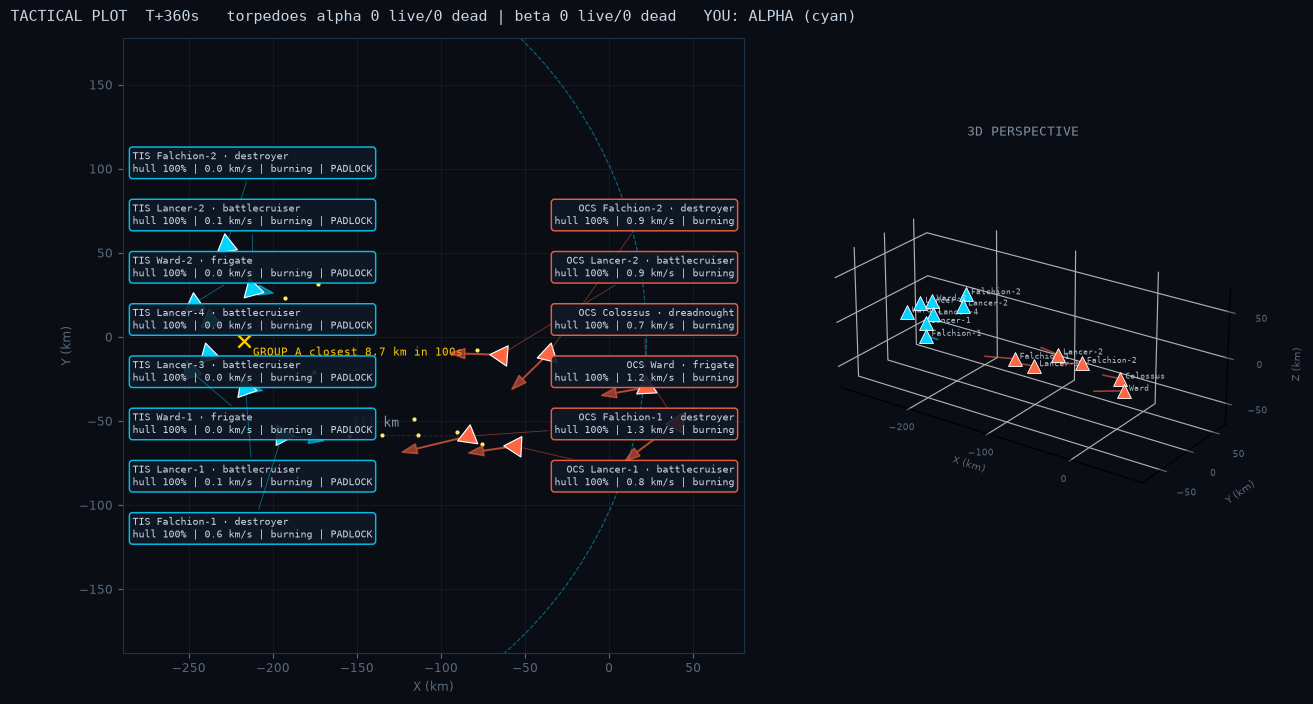 TACTICAL PLOT  T+360s   torpedoes alpha 0 live/0 dead | beta 0 live/0 dead   YOU: ALPHA (cyan)
3D PERSPECTIVE
150
100
50
0
−50
−100
−150
Y (km)
−250
−200
−150
−100
−50
0
50
X (km)
TIS Falchion-2 · destroyer
hull 100% | 0.0 km/s | burning | PADLOCK
TIS Lancer-2 · battlecruiser
hull 100% | 0.1 km/s | burning | PADLOCK
TIS Ward-2 · frigate
hull 100% | 0.0 km/s | burning | PADLOCK
TIS Lancer-4 · battlecruiser
hull 100% | 0.0 km/s | burning | PADLOCK
GROUP A closest 8.7 km in 100s
TIS Lancer-3 · battlecruiser
hull 100% | 0.0 km/s | burning | PADLOCK
TIS Ward-1 · frigate
hull 100% | 0.0 km/s | burning | PADLOCK
km
TIS Lancer-1 · battlecruiser
hull 100% | 0.1 km/s | burning | PADLOCK
TIS Falchion-1 · destroyer
hull 100% | 0.6 km/s | burning | PADLOCK
OCS Falchion-2 · destroyer
hull 100% | 0.9 km/s | burning
OCS Lancer-2 · battlecruiser
hull 100% | 0.9 km/s | burning
OCS Colossus · dreadnought
hull 100% | 0.7 km/s | burning
OCS Ward · frigate
hull 100% | 1.2 km/s | burning
OCS Falchion-1 · destroyer
hull 100% | 1.3 km/s | burning
OCS Lancer-1 · battlecruiser
hull 100% | 0.8 km/s | burning
Falchion-2
Lancer-2
Falchion-1
Lancer-2
Falchion-2
Colossus
Ward
−200
−100
0
X (km)
−50
0
50
Y (km)
50
0
−50
Z (km)